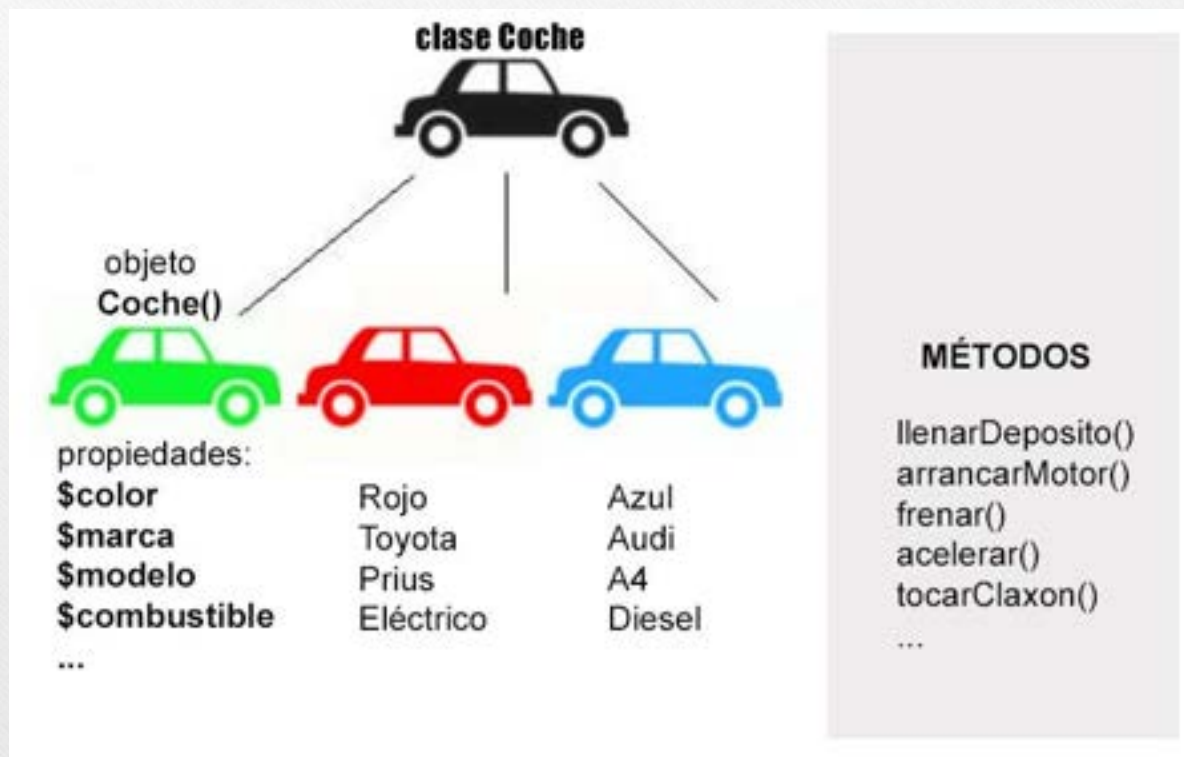 clase Coche
objeto
Coche()
propiedades:
$color
$marca
$modelo
$combustible
...
Rojo
Toyota
Prius
Eléctrico
Azul
Audi
A4
Diesel
MÉTODOS
llenarDeposito()
arrancarMotor()
frenar()
acelerar()
tocarClaxon()
...